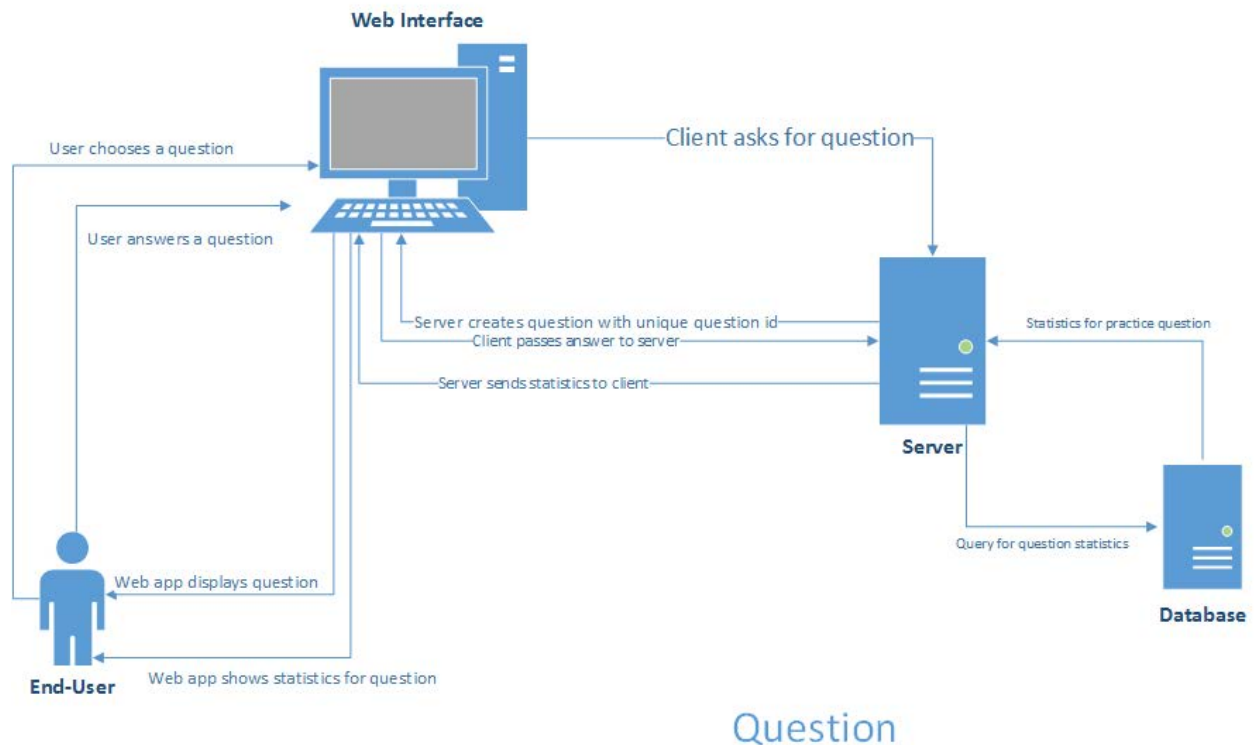 Web Interface
User chooses a question
Client asks for question
User answers a question
Server creates question with unique question id
Client passes answer to server
Statistics for practice question
Server sends statistics to client
Server
Query for question statistics
Web app displays question
Database
Web app shows statistics for question
End-User
Question